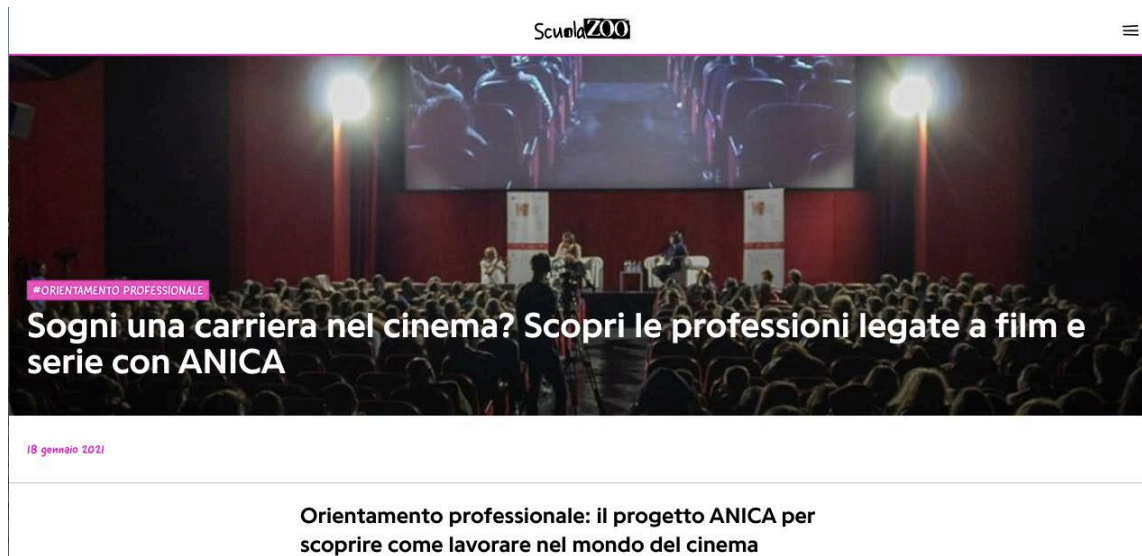 ScuolaZOO
#ORIENTAMENTO PROFESSIONALE
Sogni una carriera nel cinema? Scopri le professioni legate a film e
serie con ANICA
18 gennaio 2021
Orientamento professionale: il progetto ANICA per
scoprire come lavorare nel mondo del cinema